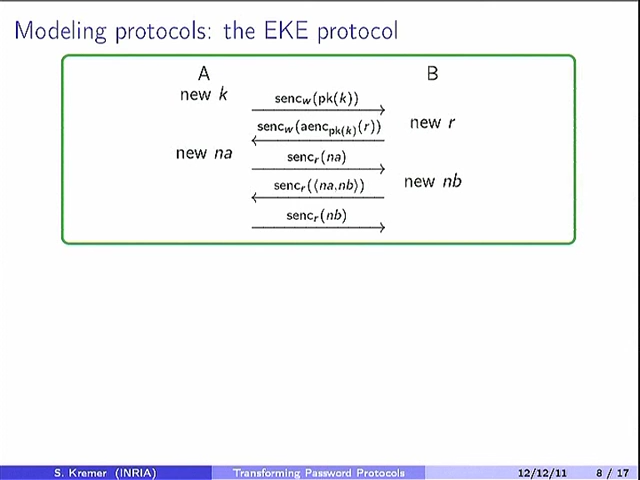 Modeling protocols: the EKE protocol
A B
new k
senc_w(pk(k))
senc_w(aenc_pk(k)(r)) new r
new na
senc_r(na)
senc_r(⟨na,nb⟩) new nb
senc_r(nb)
S. Kremer (INRIA) Transforming Password Protocols 12/12/11 8 / 17